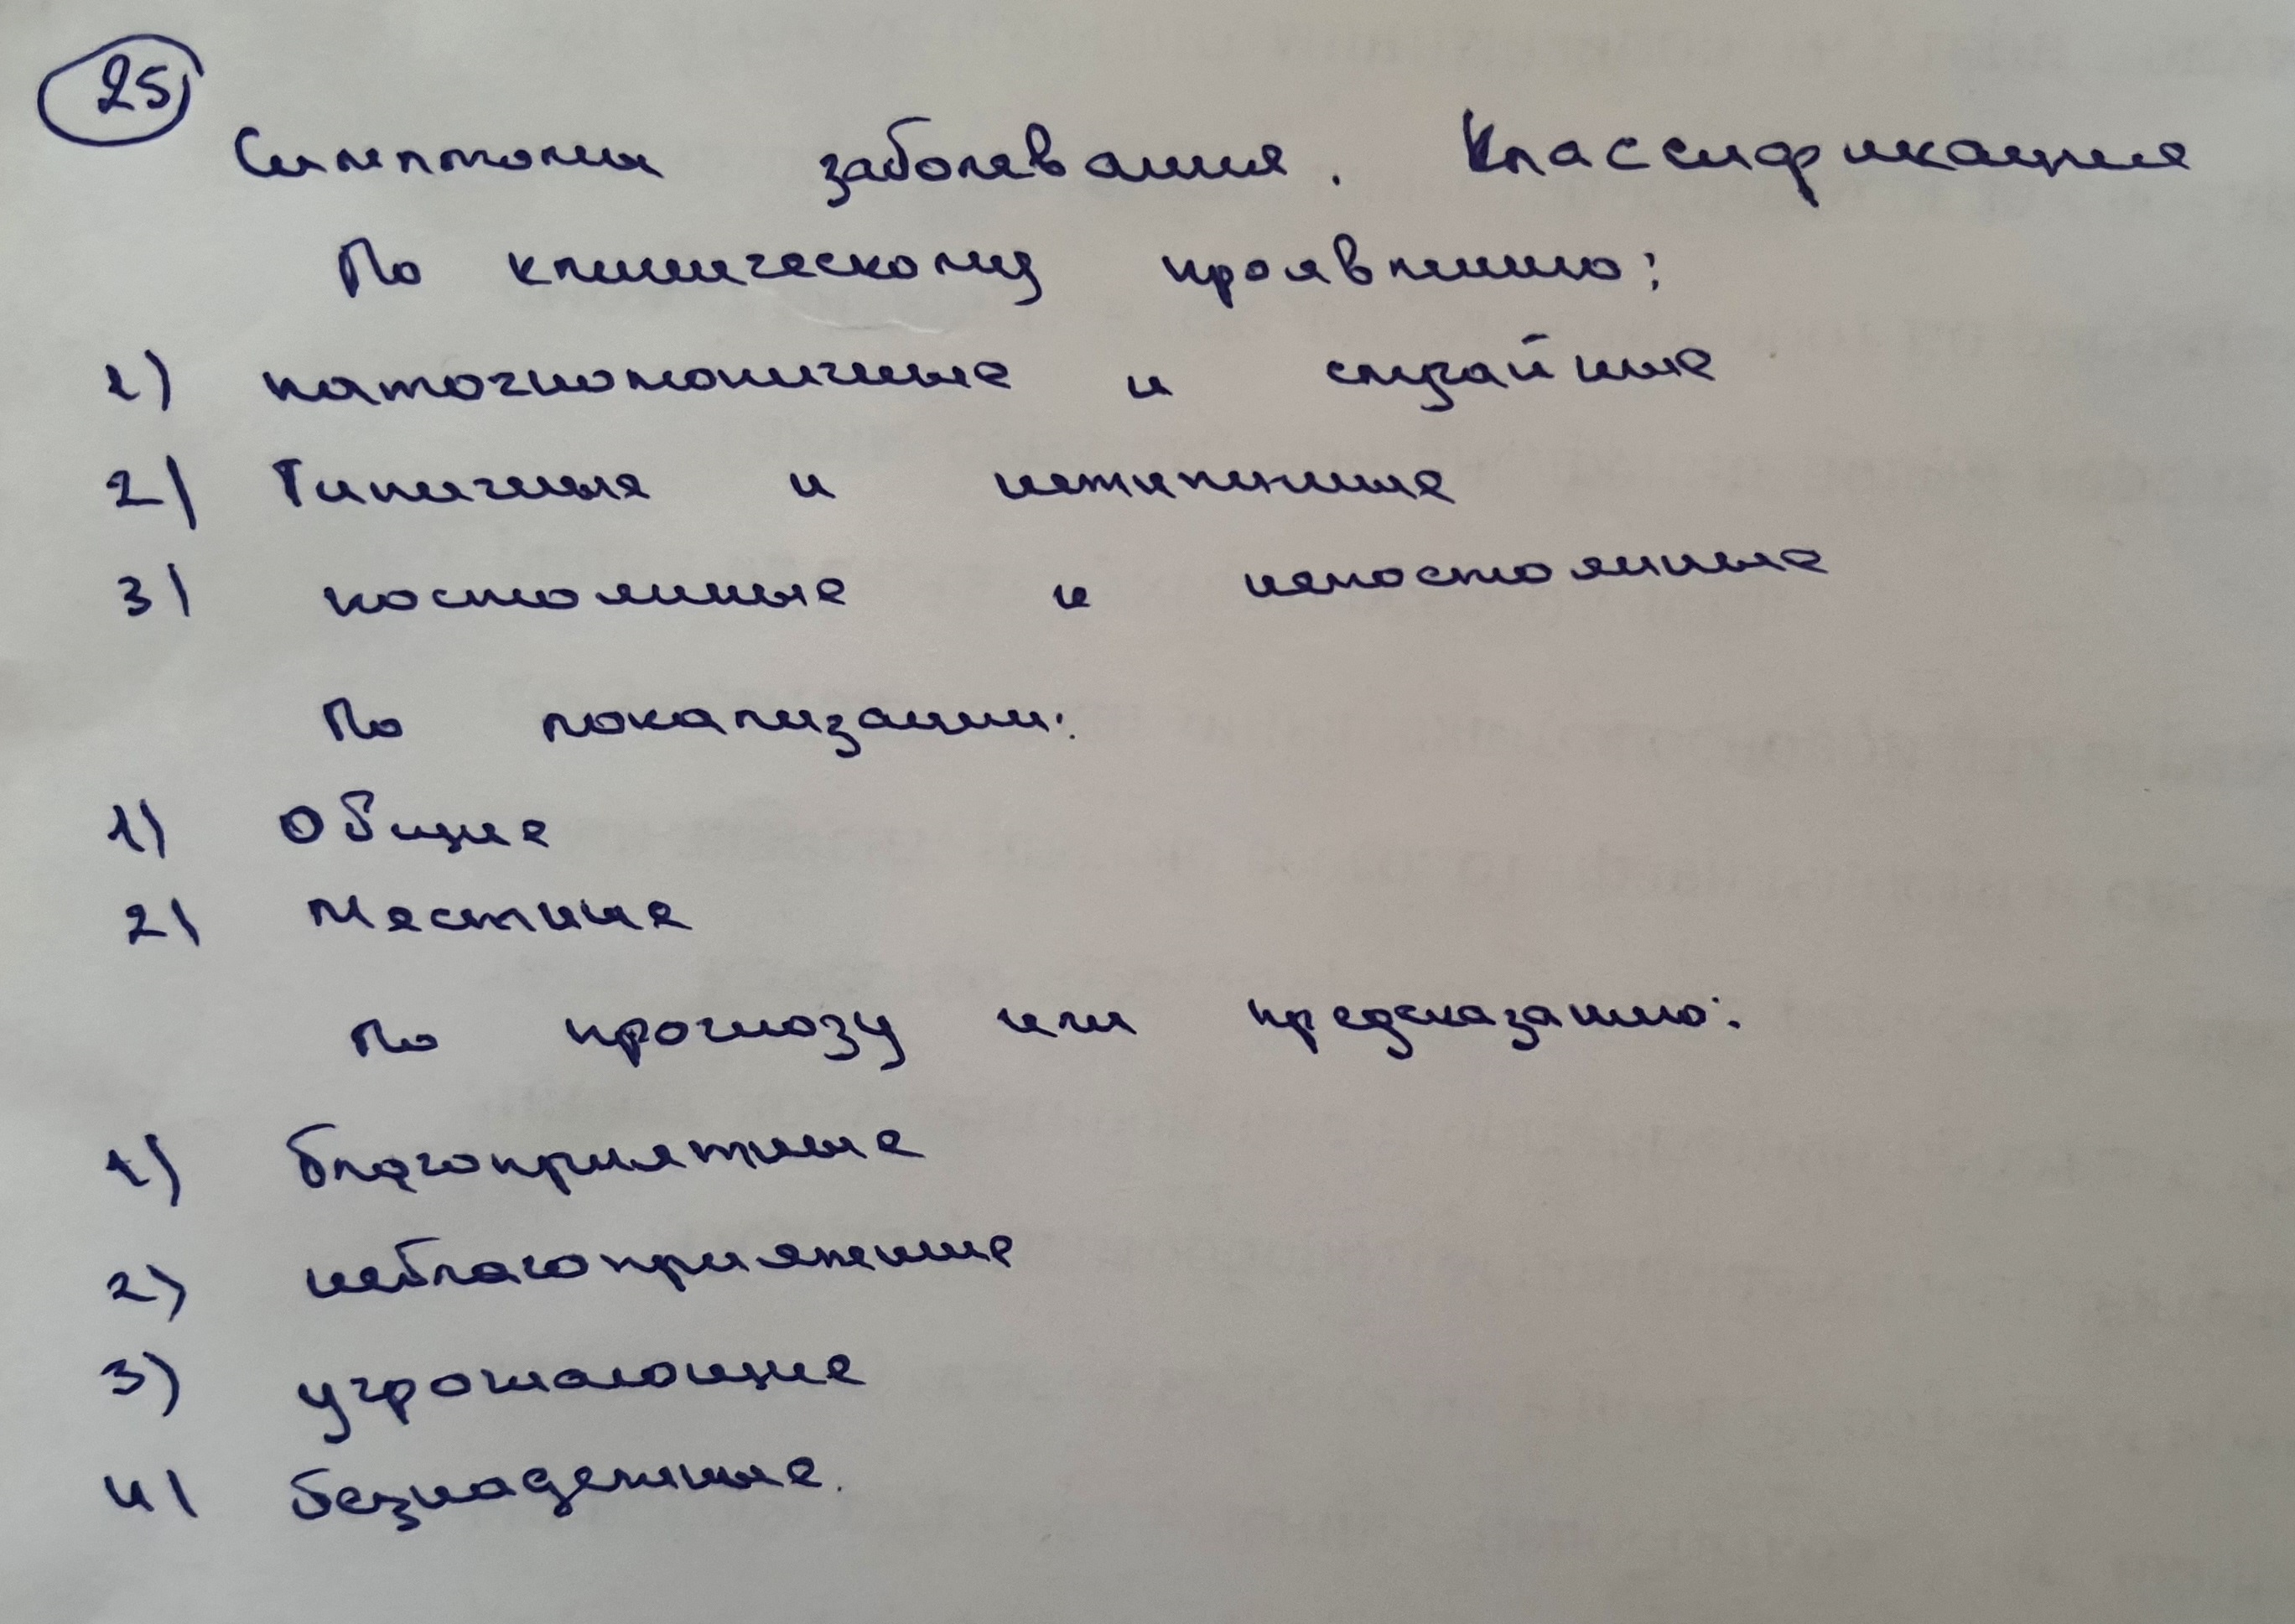 25
Симптомы заболевания. Классификация
По клиническому проявлению:
1) патогномоничные и случайные
2) Типичные и нетипичные
3) постоянные и непостоянные
По локализации:
1) Общие
2) Местные
По прогнозу или предсказанию:
1) благоприятные
2) неблагоприятные
3) угрожающие
4) безнадежные.